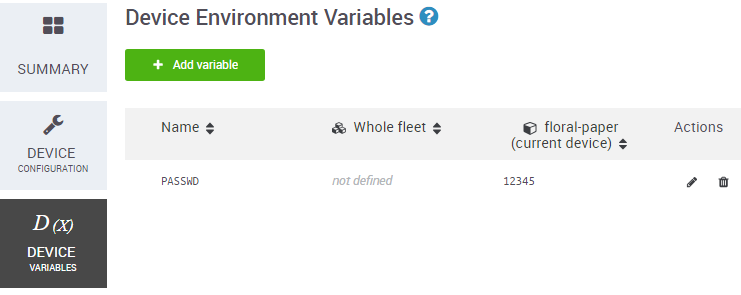 Device Environment Variables ?
+ Add variable
SUMMARY
DEVICE
CONFIGURATION
D (X)
DEVICE
VARIABLES
Name
Whole fleet
floral-paper
(current device)
Actions
PASSWD
not defined
12345